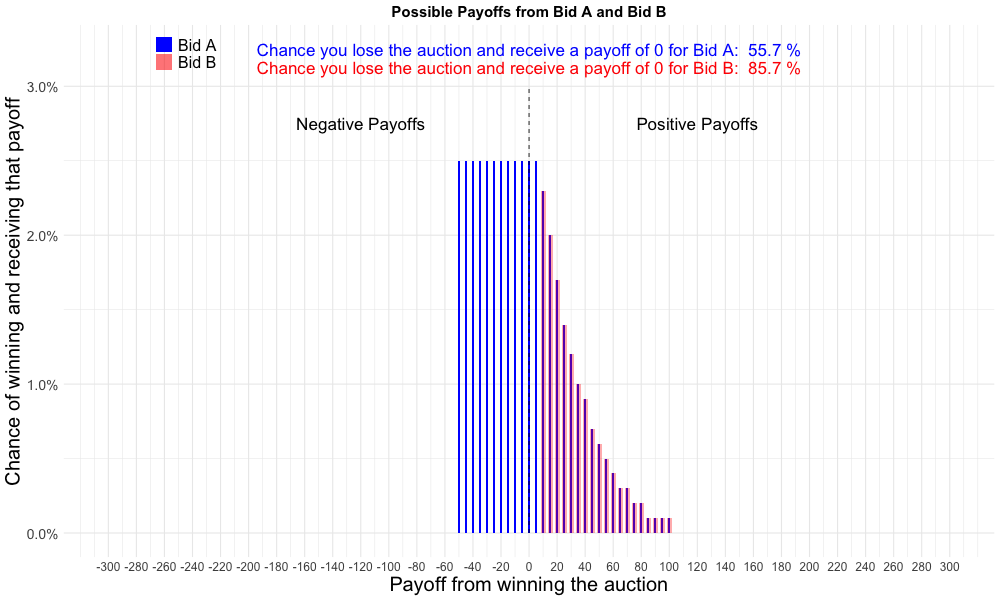 Possible Payoffs from Bid A and Bid B
Bid A
Bid B
Chance you lose the auction and receive a payoff of 0 for Bid A:  55.7 %
Chance you lose the auction and receive a payoff of 0 for Bid B:  85.7 %
Negative Payoffs
Positive Payoffs
Chance of winning and receiving that payoff
3.0%
2.0%
1.0%
0.0%
-300 -280 -260 -240 -220 -200 -180 -160 -140 -120 -100 -80 -60 -40 -20 0 20 40 60 80 100 120 140 160 180 200 220 240 260 280 300
Payoff from winning the auction